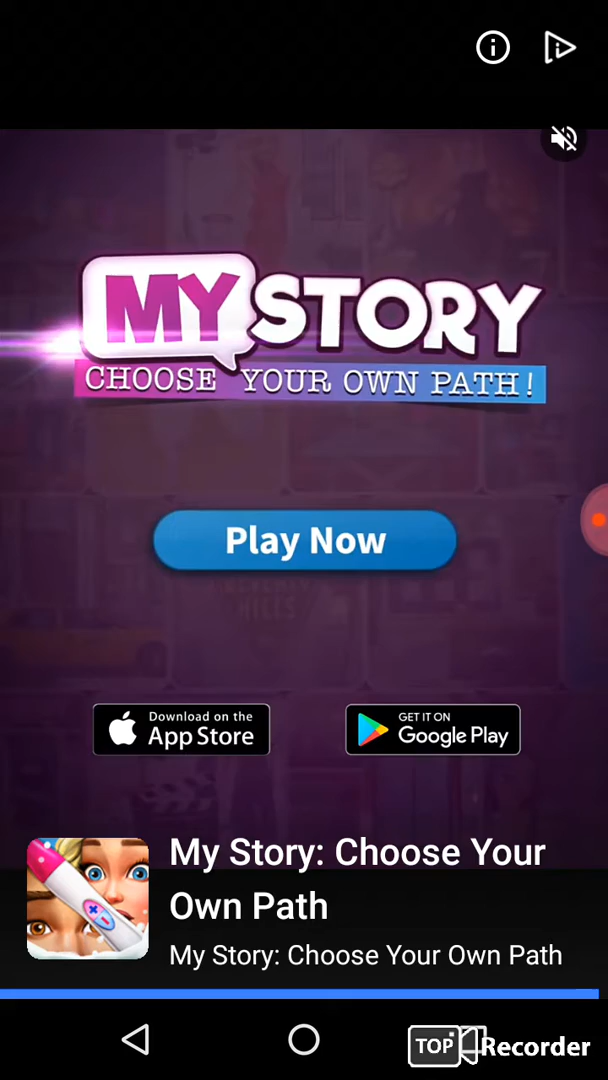 MY STORY
CHOOSE YOUR OWN PATH!
Play Now
Download on the
App Store
GET IT ON
Google Play
My Story: Choose Your
Own Path
My Story: Choose Your Own Path
TOP Recorder